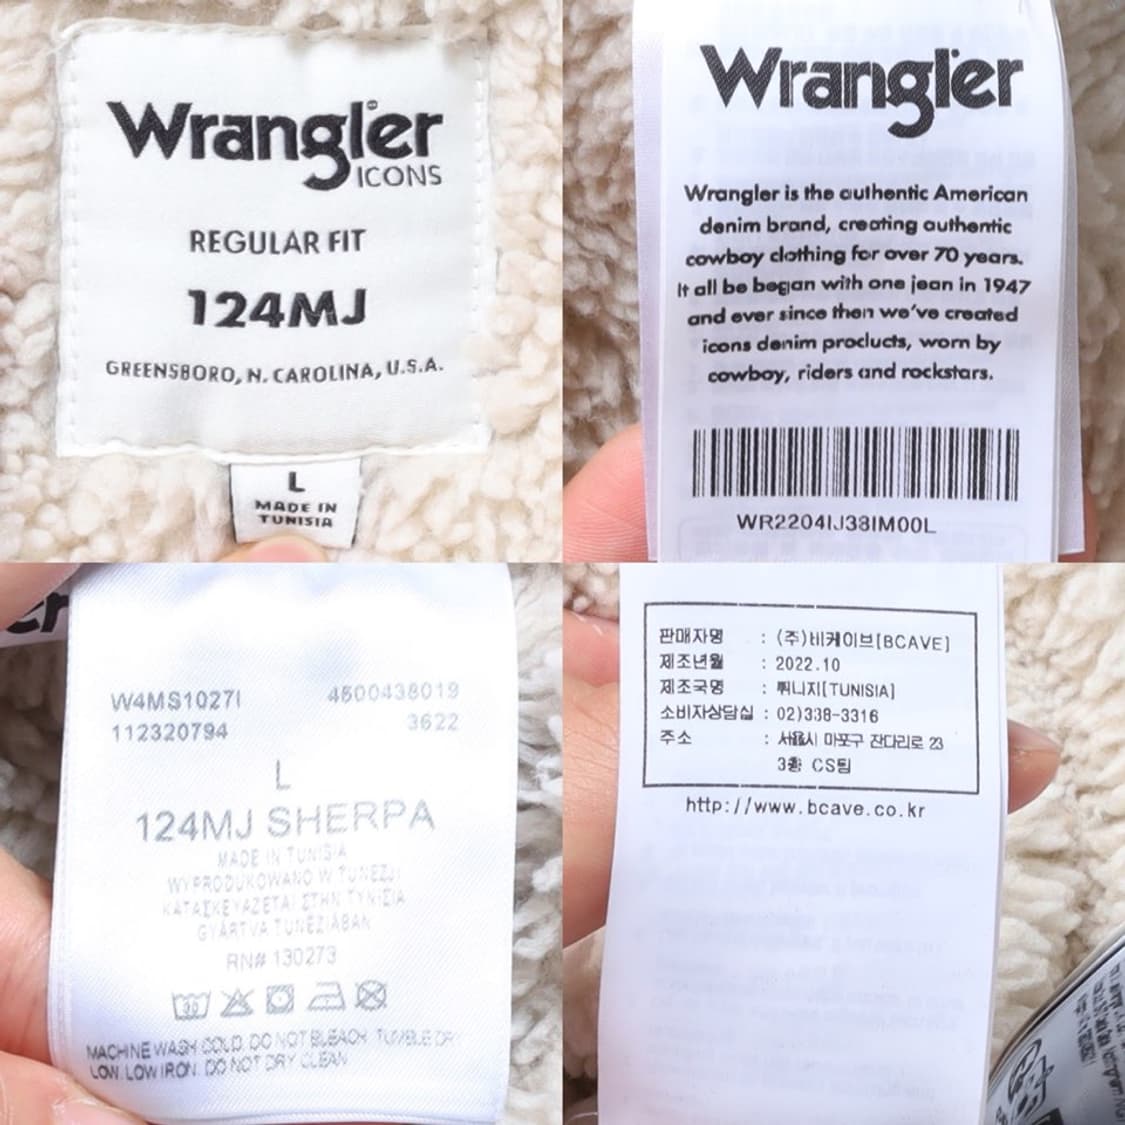 Wrangler
ICONS
REGULAR FIT
124MJ
GREENSBORO, N. CAROLINA, U.S.A.
L
MADE IN
TUNISIA
Wrangler
Wrangler is the authentic American
denim brand, creating authentic
cowboy clothing for over 70 years.
It all be began with one jean in 1947
and ever since then we've created
icons denim products, worn by
cowboy, riders and rockstars.
WR2204IJ38IM00L
er
W4MS1027I 4500438019
112320794 3622
L
124MJ SHERPA
MADE IN TUNISIA
WYPRODUKOWANO W TUNEZJI
ΚΑΤΑΣΚΕΥΑΖΕΤΑΙ ΣΤΗΝ ΤΥΝΙΣΙΑ
GYÁRTVA TUNÉZIÁBAN
RN# 130273
MACHINE WASH COLD. DO NOT BLEACH. TUMBLE DRY
LOW. LOW IRON. DO NOT DRY CLEAN
판매자명 : (주)비케이브[BCAVE]
제조년월 : 2022.10
제조국명 : 튀니지[TUNISIA]
소비자상담실 : 02)338-3316
주소 : 서울시 마포구 잔다리로 23
3층 CS팀
http://www.bcave.co.kr